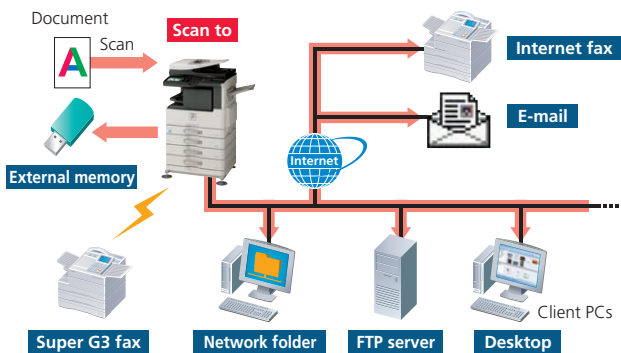 Document
Scan
A
Scan to
Internet fax
E-mail
Internet
External memory
Client PCs
Super G3 fax
Network folder
FTP server
Desktop